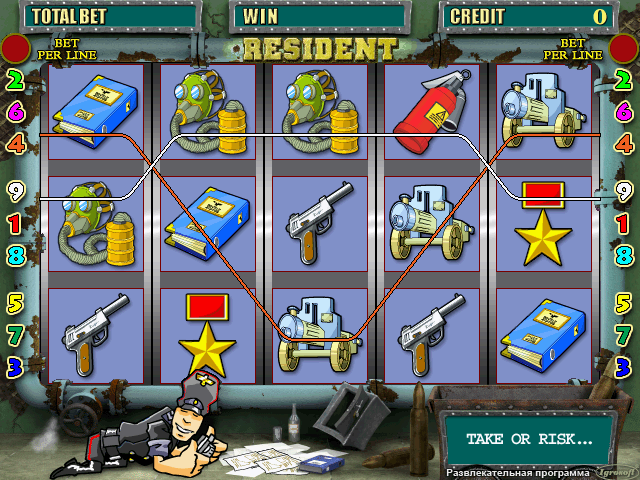 TOTAL BET
WIN
CREDIT 0
BET
PER LINE
RESIDENT
BET
PER LINE
2 2
6 6
4 4
9 9
1 1
8 8
5 5
7 7
3 3
TAKE OR RISK...
Развлекательная программа Igrosoft